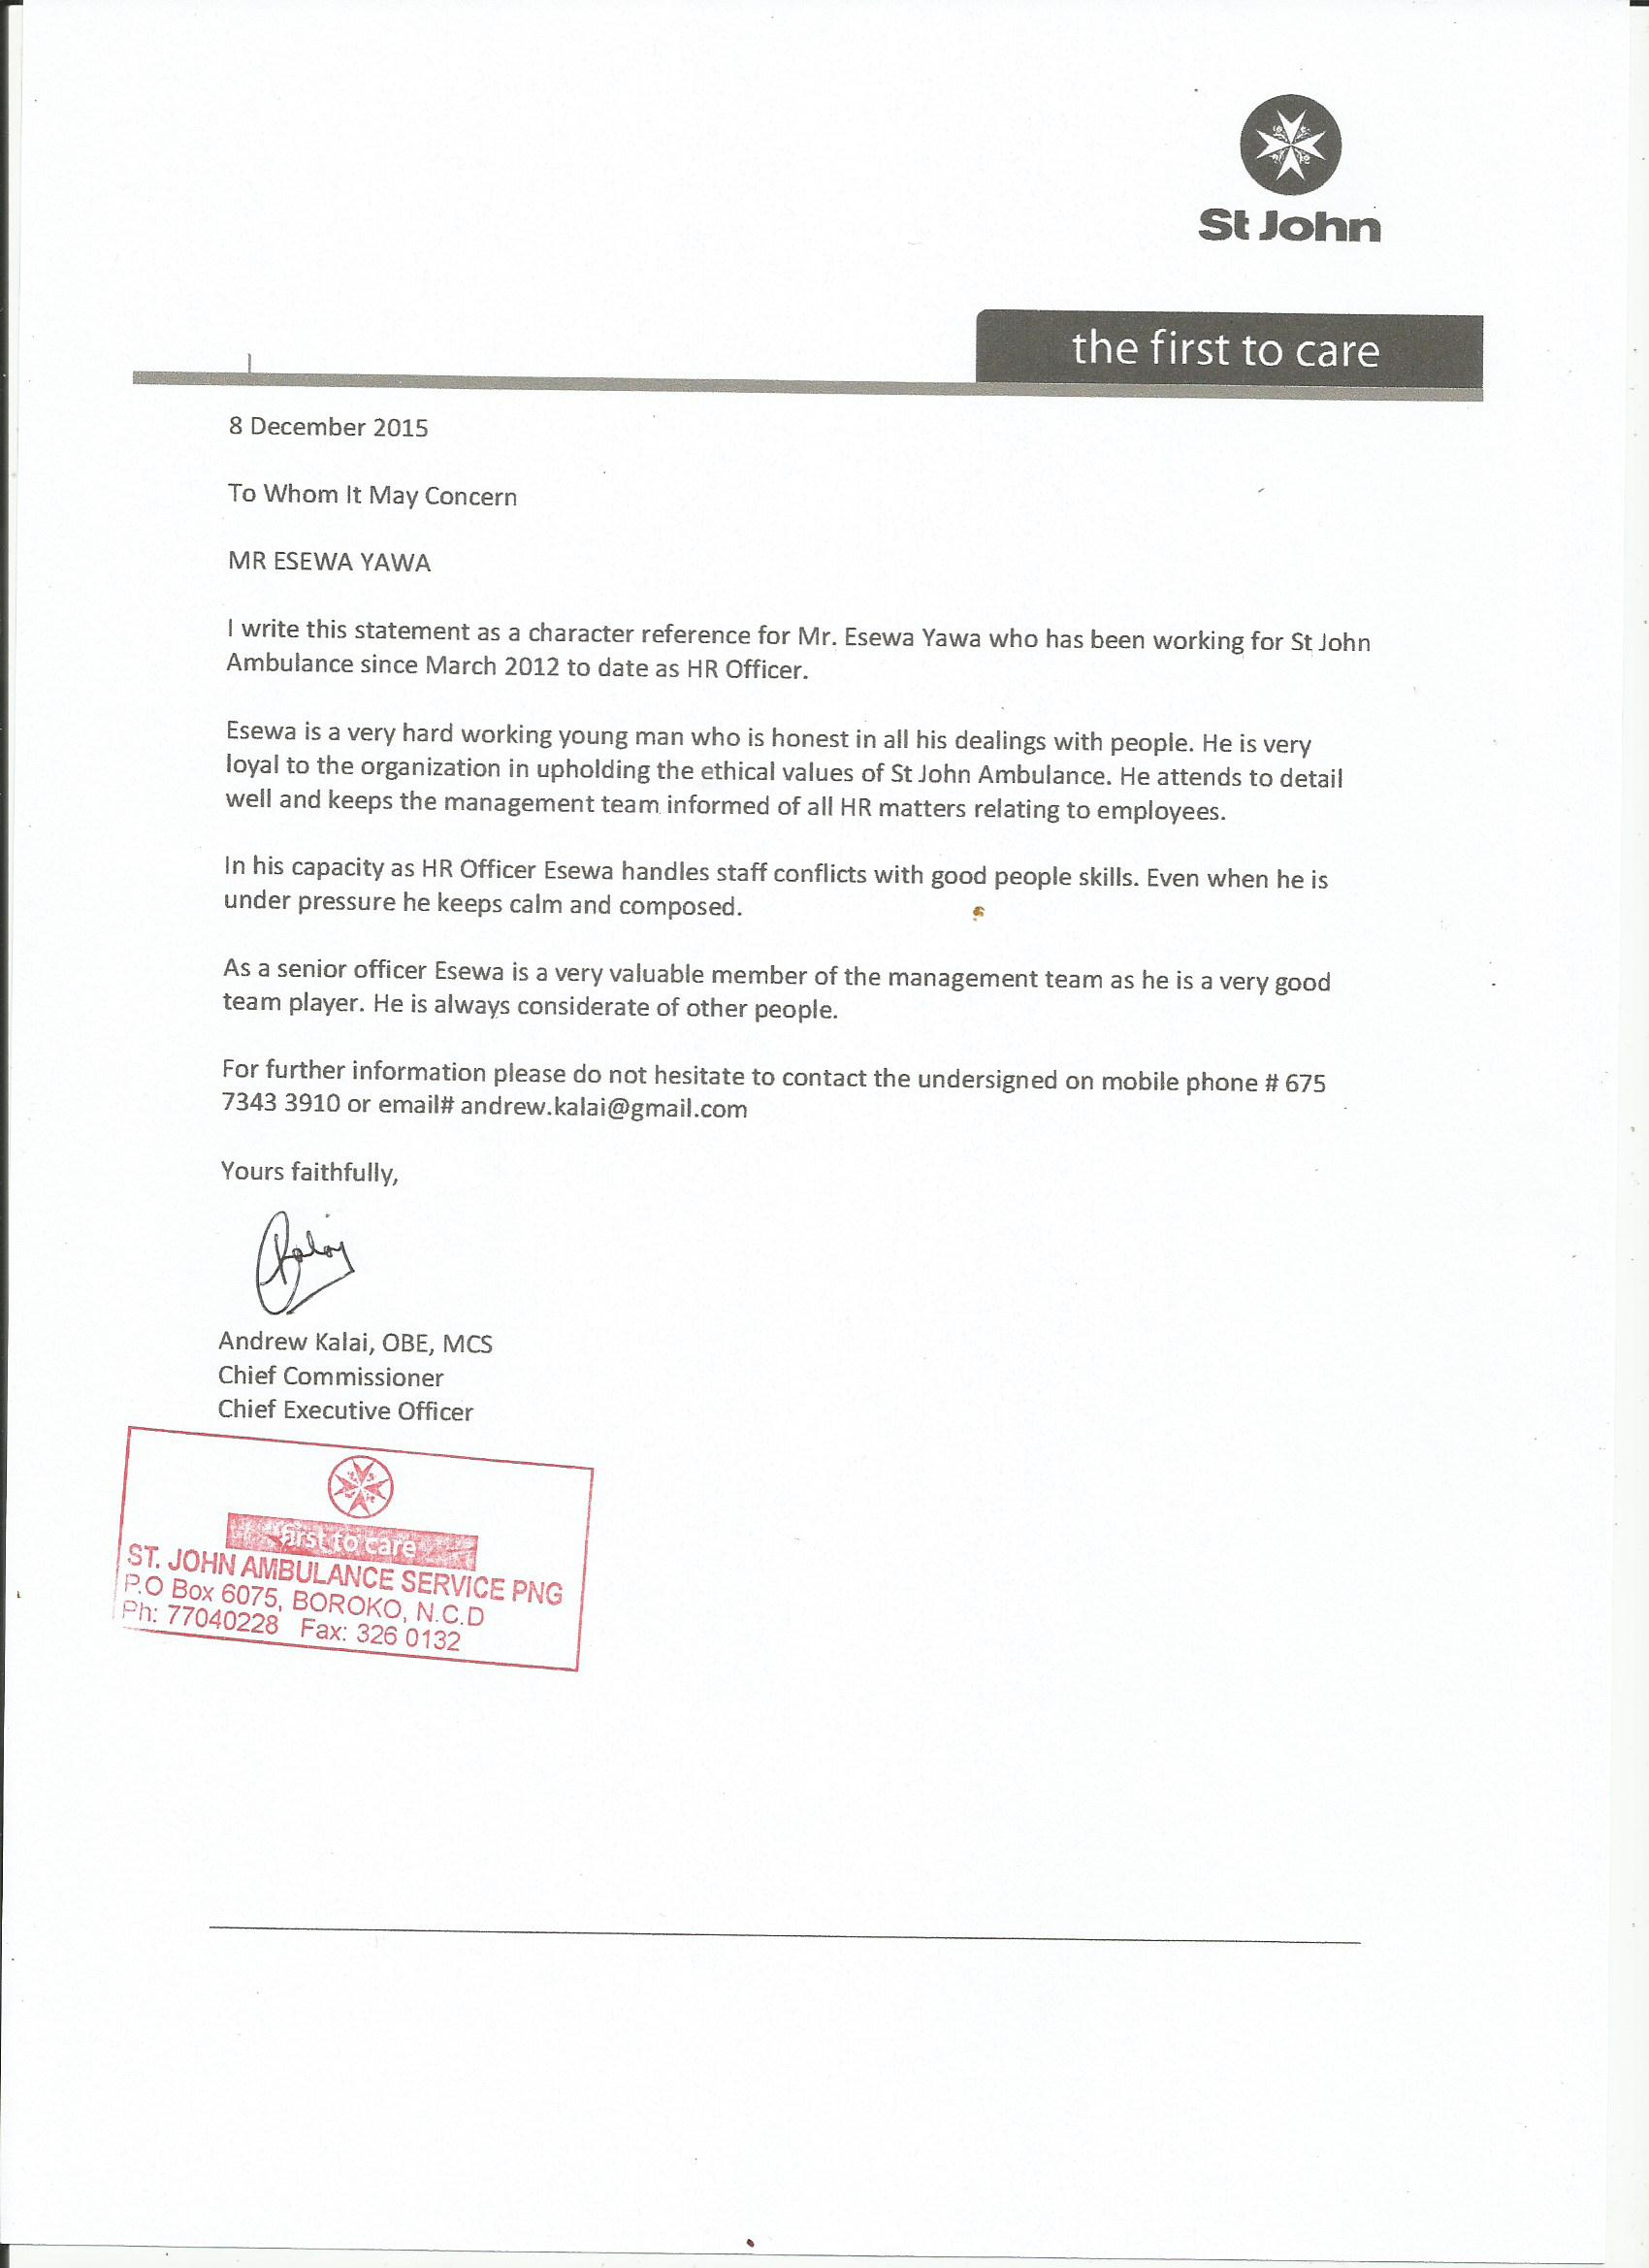 St John
the first to care
8 December 2015
To Whom It May Concern
MR ESEWA YAWA
I write this statement as a character reference for Mr. Esewa Yawa who has been working for St John
Ambulance since March 2012 to date as HR Officer.
Esewa is a very hard working young man who is honest in all his dealings with people. He is very
loyal to the organization in upholding the ethical values of St John Ambulance. He attends to detail
well and keeps the management team informed of all HR matters relating to employees.
In his capacity as HR Officer Esewa handles staff conflicts with good people skills. Even when he is
under pressure he keeps calm and composed.
As a senior officer Esewa is a very valuable member of the management team as he is a very good
team player. He is always considerate of other people.
For further information please do not hesitate to contact the undersigned on mobile phone # 675
7343 3910 or email# andrew.kalai@gmail.com
Yours faithfully,
Kalai
Andrew Kalai, OBE, MCS
Chief Commissioner
Chief Executive Officer
first to care
ST. JOHN AMBULANCE SERVICE PNG
P.O Box 6075, BOROKO, N.C.D
Ph: 77040228 Fax: 326 0132